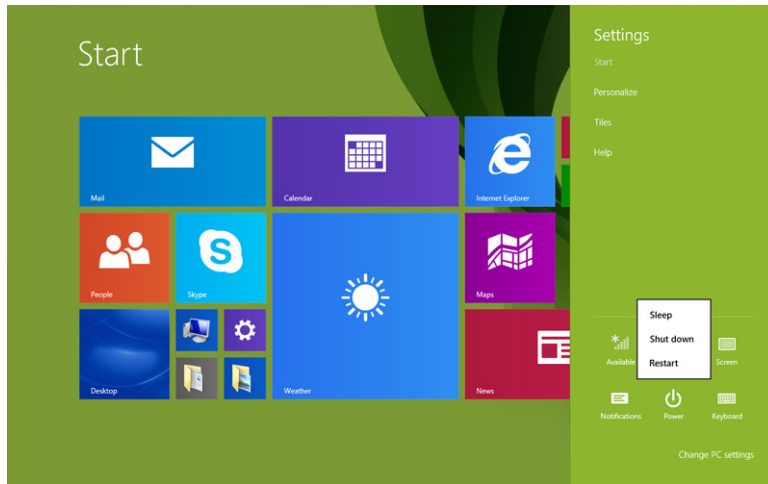 Start
Mail
Calendar
Internet Explorer
People
Skype
Maps
Desktop
Weather
News
Settings
Start
Personalize
Tiles
Help
Sleep
Shut down
Restart
Available
Screen
Notifications
Power
Keyboard
Change PC settings